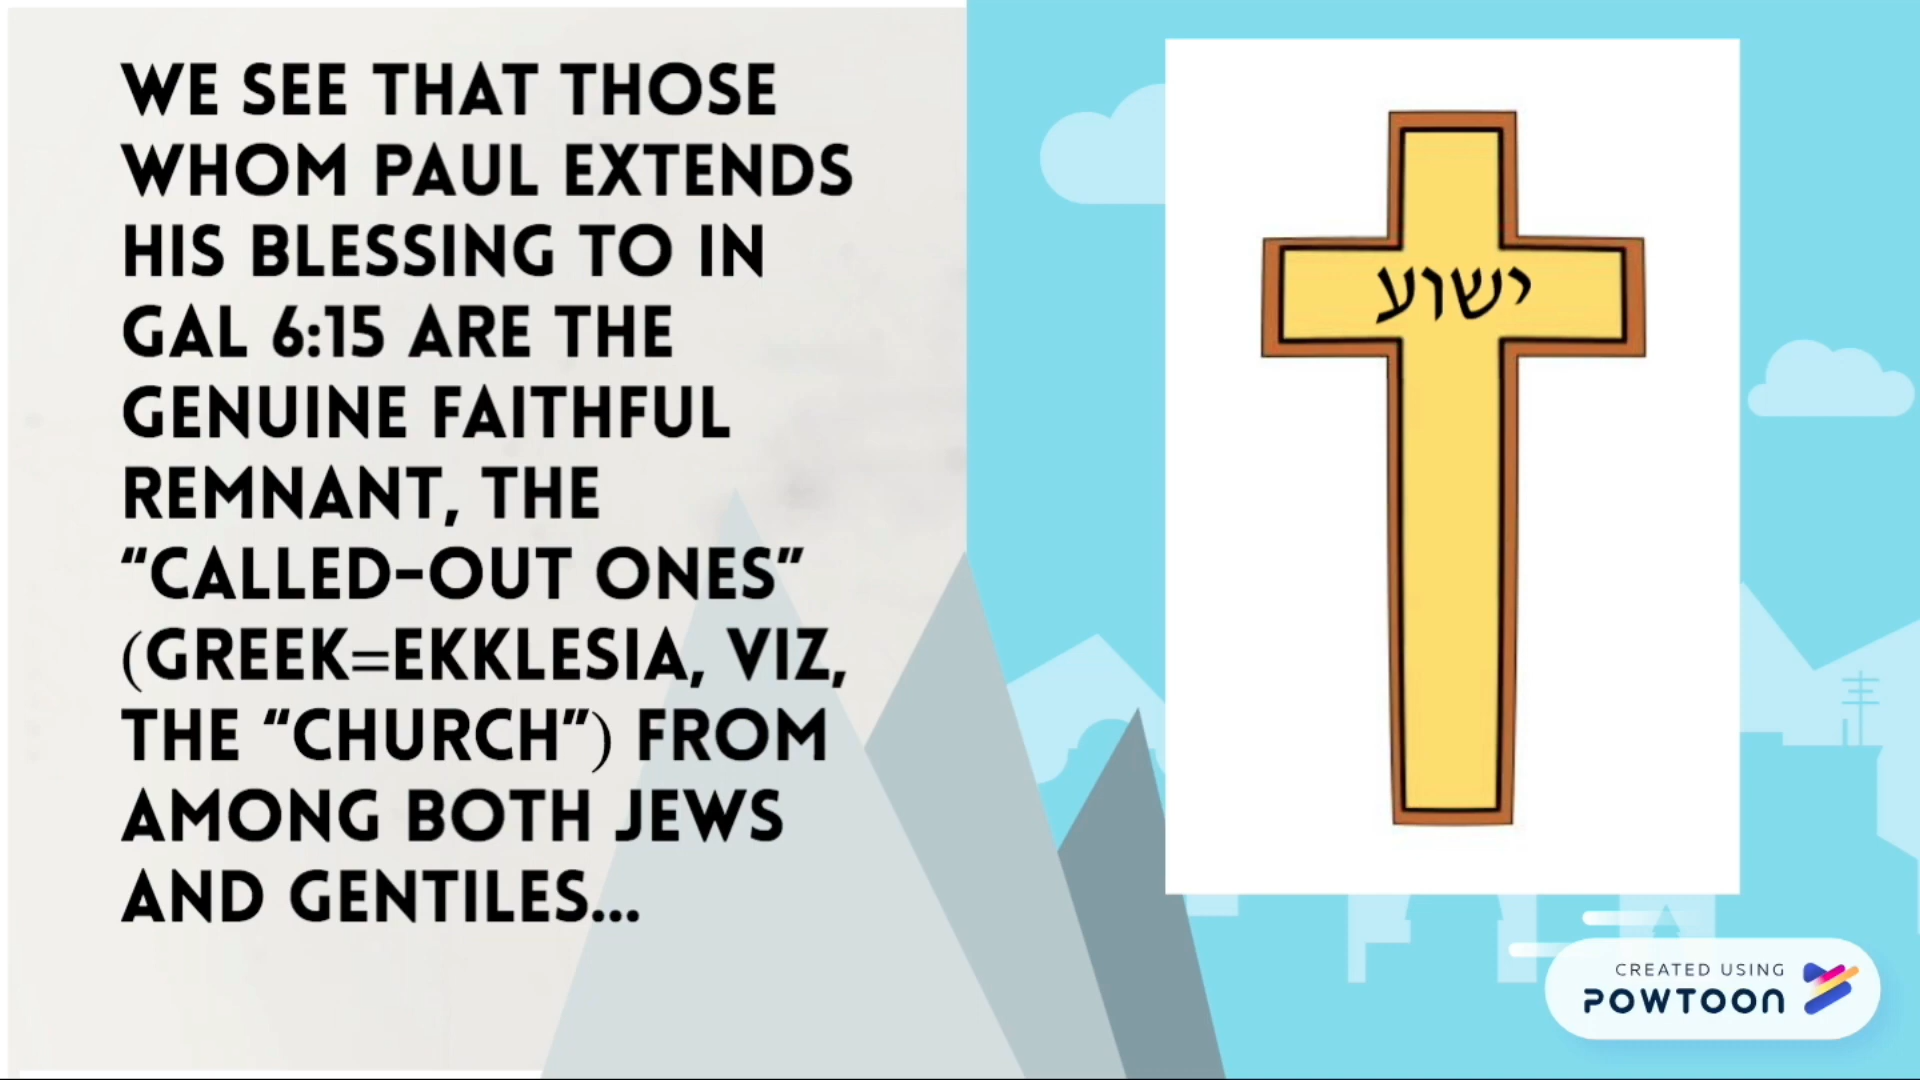 WE SEE THAT THOSE
WHOM PAUL EXTENDS
HIS BLESSING TO IN
GAL 6:15 ARE THE
GENUINE FAITHFUL
REMNANT, THE
“CALLED-OUT ONES”
(GREEK=EKKLESIA, VIZ,
THE “CHURCH”) FROM
AMONG BOTH JEWS
AND GENTILES...
ישוע
CREATED USING
POWTOON